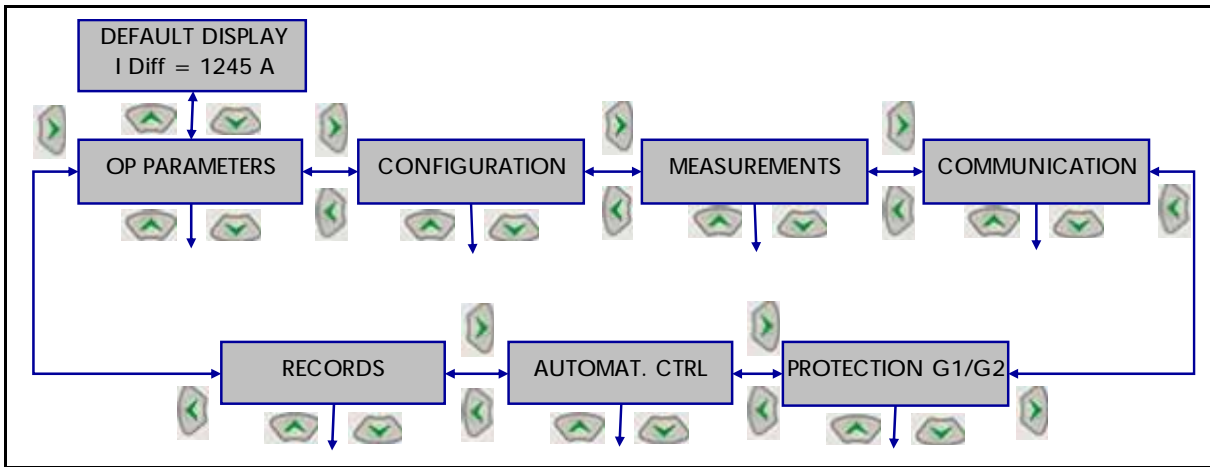 DEFAULT DISPLAY
I Diff = 1245 A
OP PARAMETERS
CONFIGURATION
MEASUREMENTS
COMMUNICATION
RECORDS
AUTOMAT. CTRL
PROTECTION G1/G2